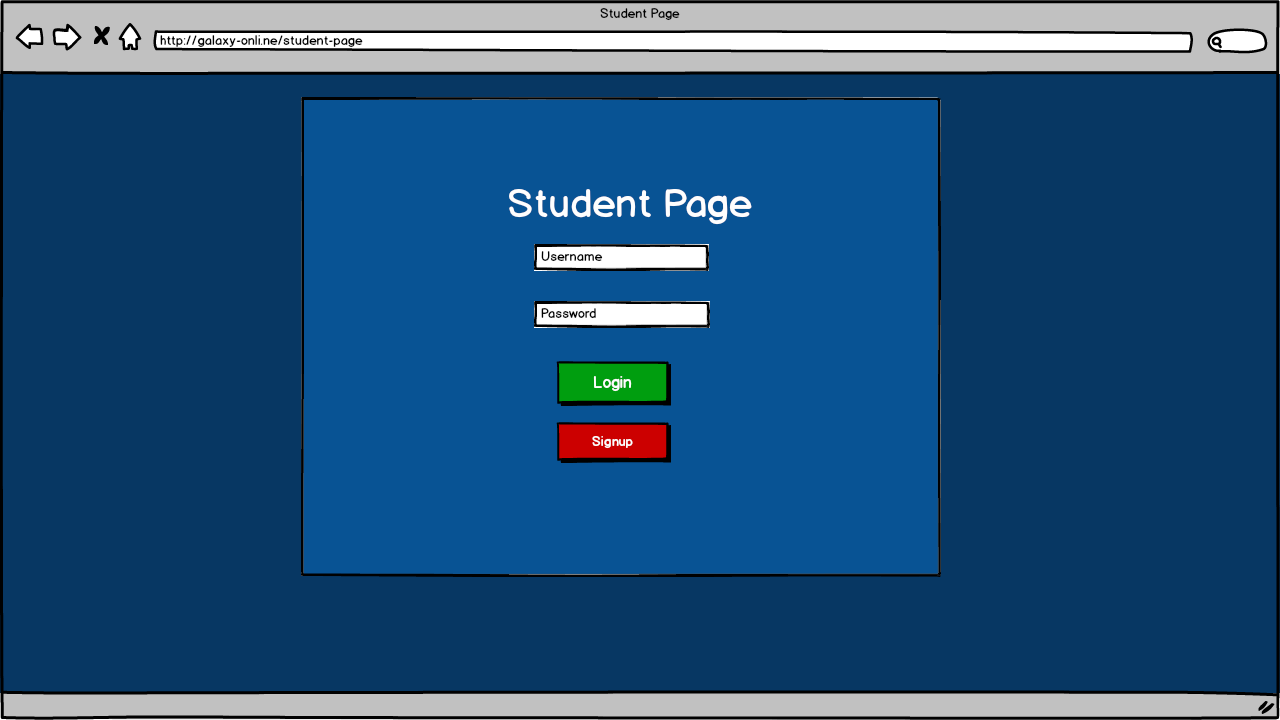 Student Page
http://galaxy-onli.ne/student-page
Student Page
Username
Password
Login
Signup